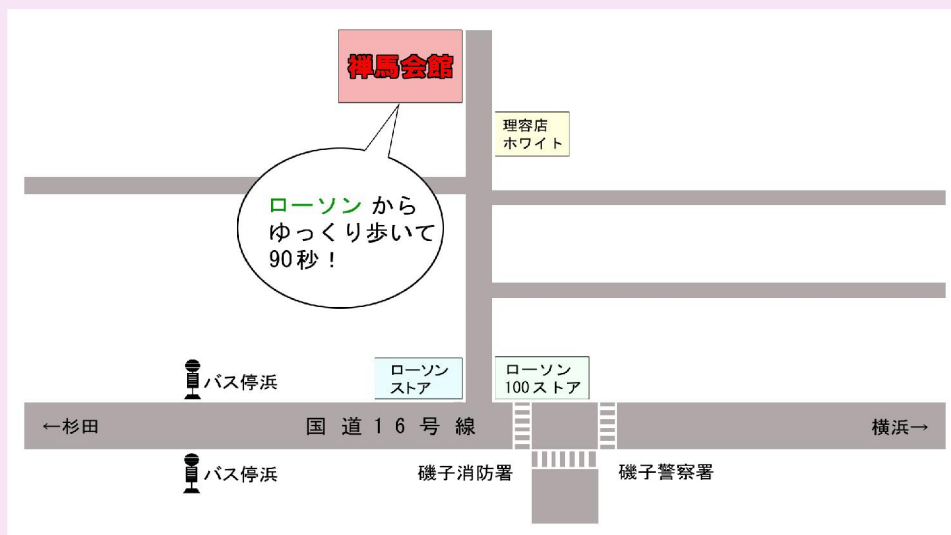 禅馬会館
理容店
ホワイト
ローソン から
ゆっくり歩いて
90秒！
バス停浜
ローソン
ストア
ローソン
100ストア
←杉田
国道16号線
横浜→
バス停浜
磯子消防署
磯子警察署